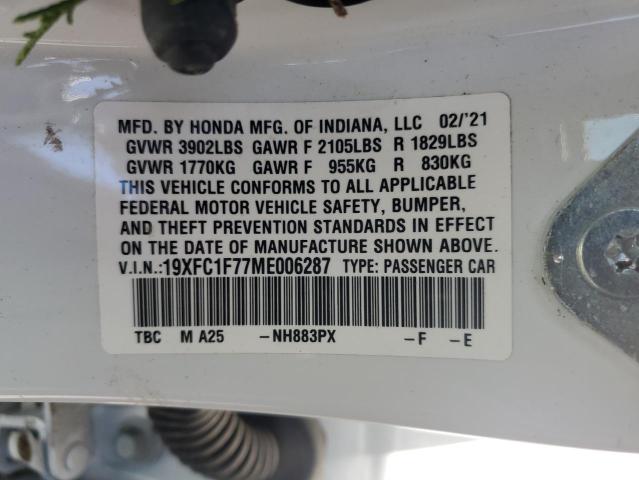 MFD. BY HONDA MFG. OF INDIANA, LLC 02/'21
GVWR 3902LBS GAWR F 2105LBS R 1829LBS
GVWR 1770KG GAWR F 955KG R 830KG
THIS VEHICLE CONFORMS TO ALL APPLICABLE
FEDERAL MOTOR VEHICLE SAFETY, BUMPER,
AND THEFT PREVENTION STANDARDS IN EFFECT
ON THE DATE OF MANUFACTURE SHOWN ABOVE.
V.I.N.:19XFC1F77ME006287 TYPE: PASSENGER CAR
TBC M A25 -NH883PX -F -E